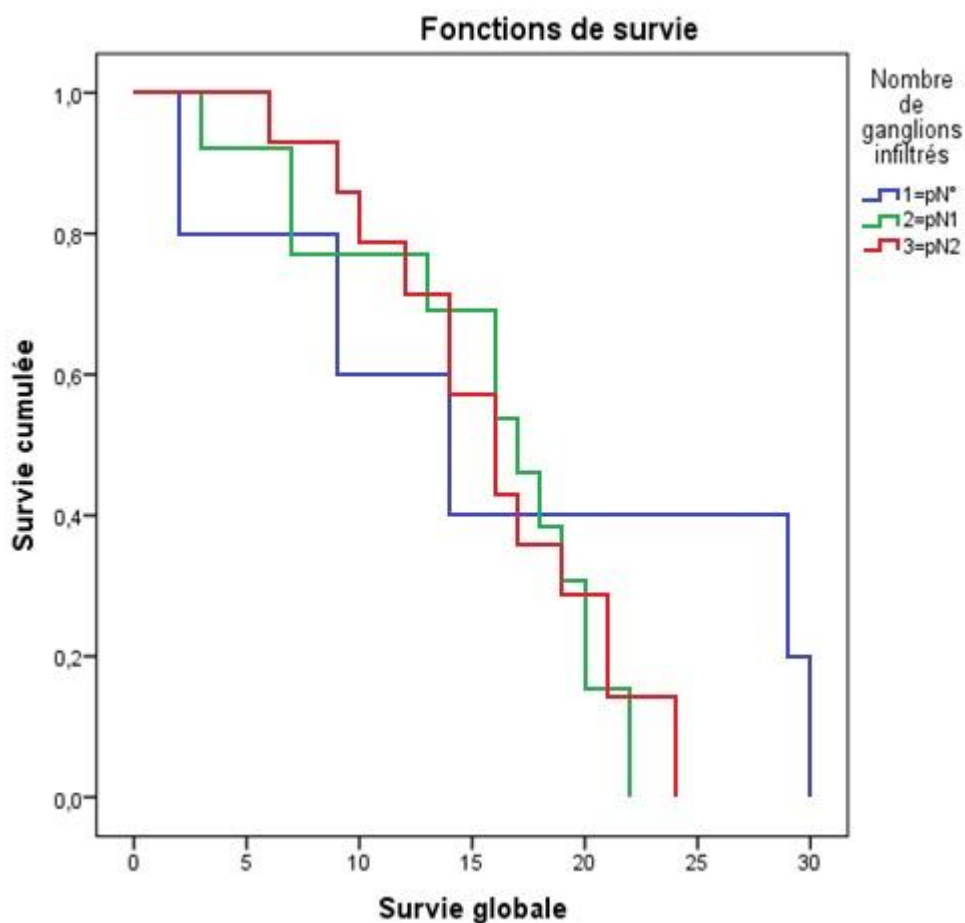 Fonctions de survie
Nombre
de
ganglions
infiltrés
1=pN°
2=pN1
3=pN2
Survie cumulée
1,0
0,8
0,6
0,4
0,2
0,0
0
5
10
15
20
25
30
Survie globale